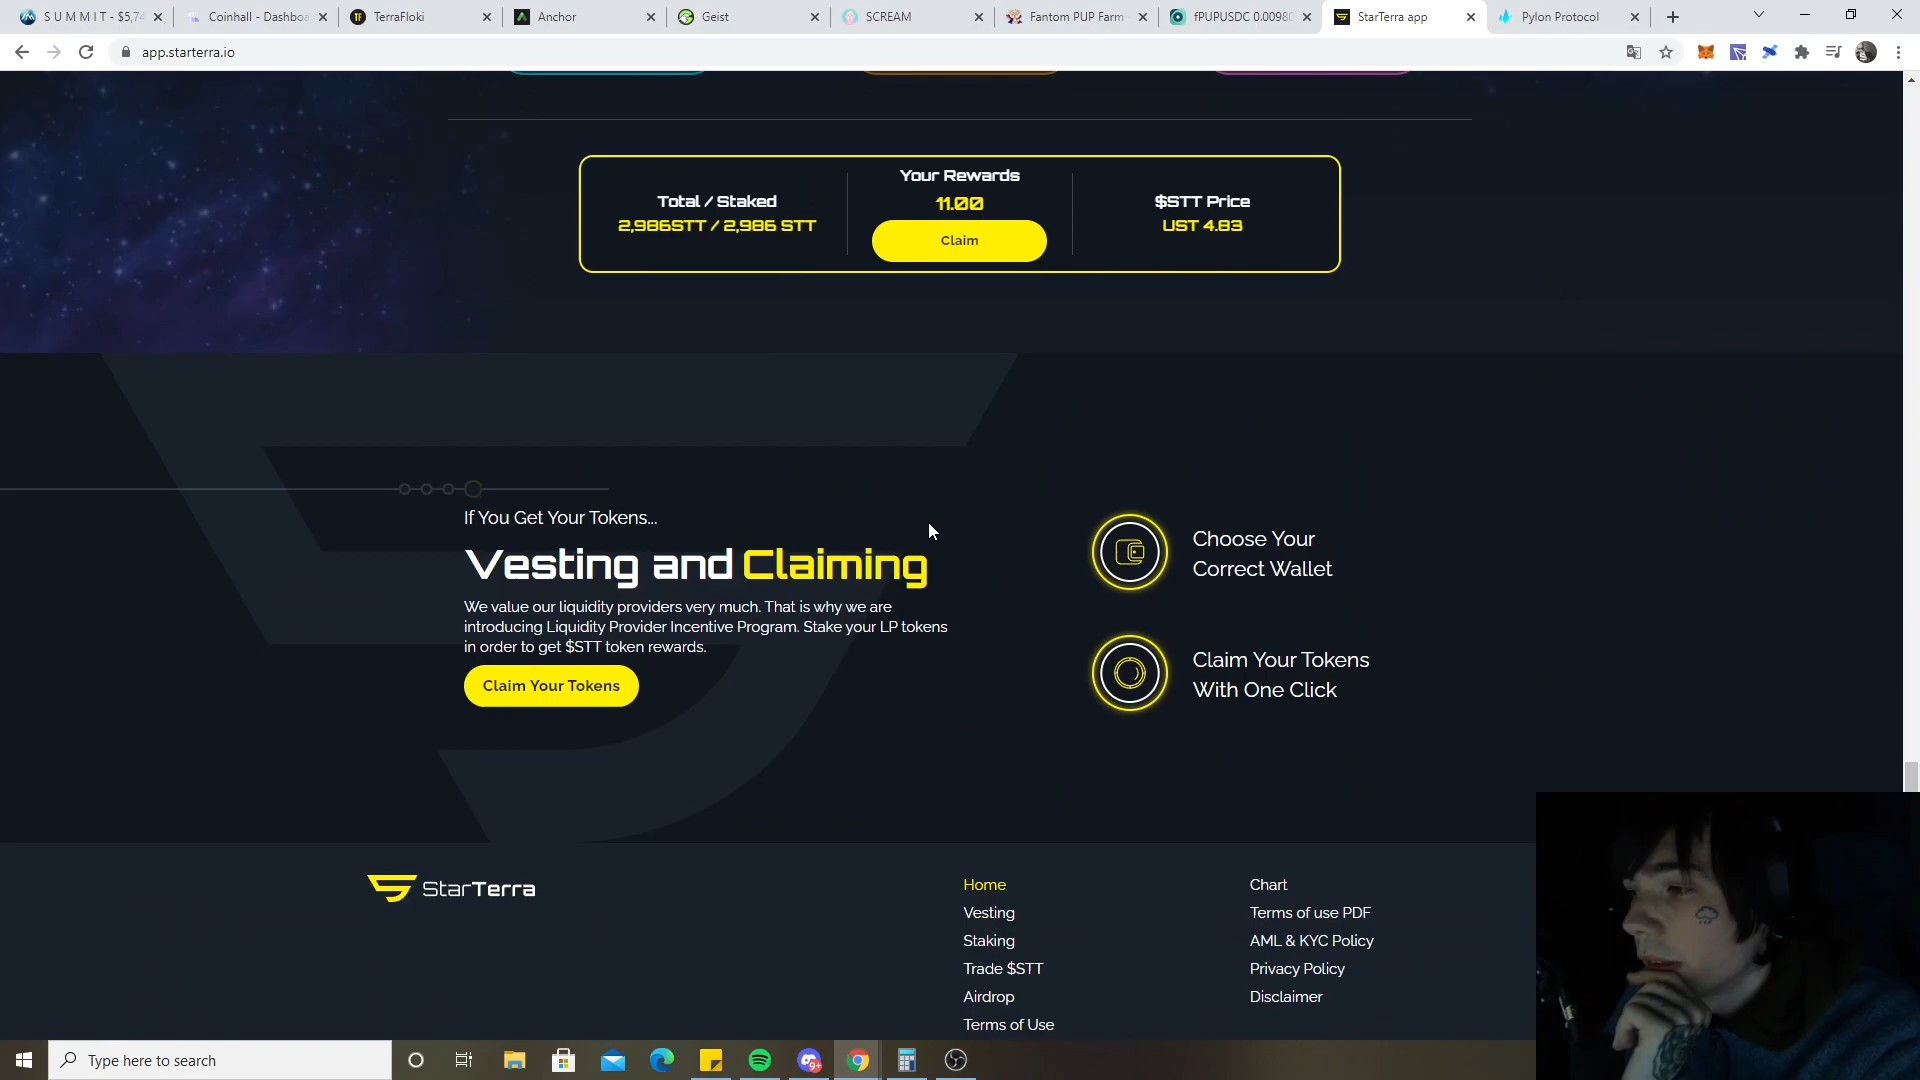 S U M M I T - $5,74
Coinhall - Dashboa
TerraFloki
Anchor
Geist
SCREAM
Fantom PUP Farm
fPUPUSDC 0.00980
StarTerra app
Pylon Protocol
app.starterra.io
Total / Staked
2,986STT / 2,986 STT
Your Rewards
11.00
Claim
$STT Price
UST 4.83
If You Get Your Tokens...
Vesting and Claiming
We value our liquidity providers very much. That is why we are
introducing Liquidity Provider Incentive Program. Stake your LP tokens
in order to get $STT token rewards.
Claim Your Tokens
Choose Your
Correct Wallet
Claim Your Tokens
With One Click
StarTerra
Home
Vesting
Staking
Trade $STT
Airdrop
Terms of Use
Chart
Terms of use PDF
AML & KYC Policy
Privacy Policy
Disclaimer
Type here to search
9+